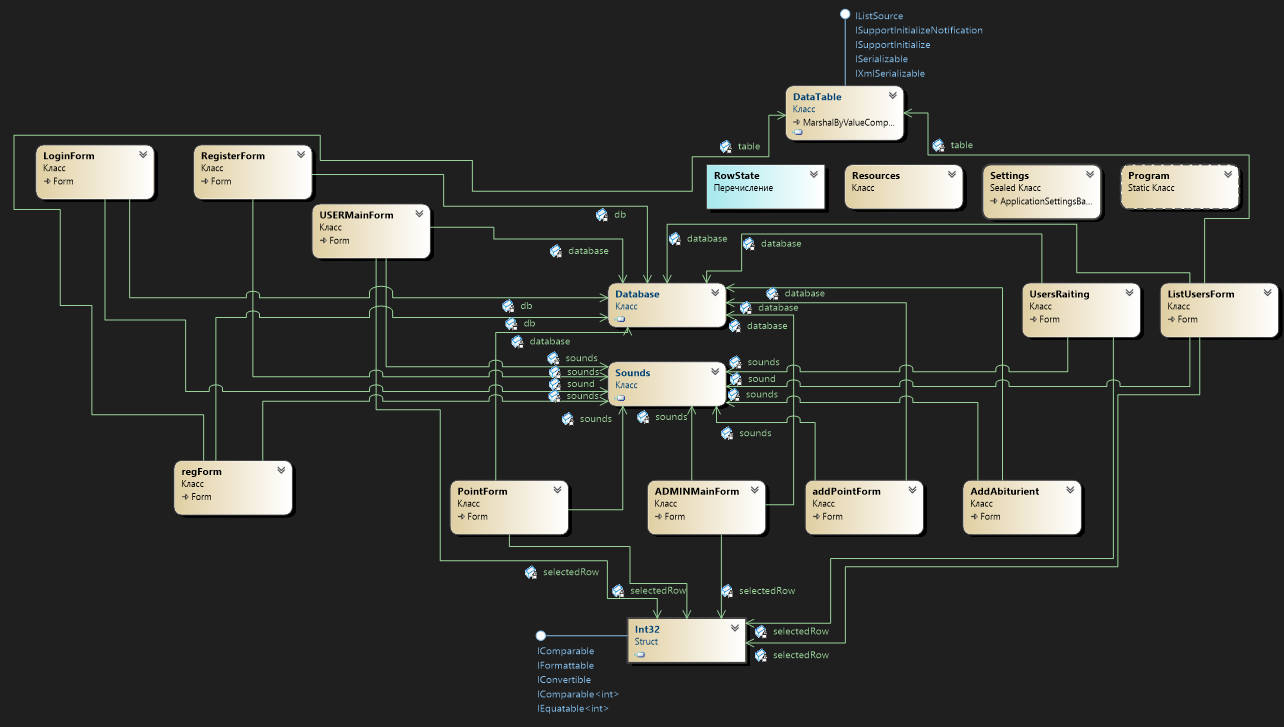 IListSource
ISupportInitializeNotification
ISupportInitialize
ISerializable
IXmlSerializable
DataTable
Класс
MarshalByValueComp...
table
table
LoginForm
Класс
Form
RegisterForm
Класс
Form
RowState
Перечисление
Resources
Класс
Settings
Sealed Класс
ApplicationSettingsBa...
Program
Static Класс
USERMainForm
Класс
Form
db
database
database
database
Database
Класс
UsersRaiting
Класс
Form
ListUsersForm
Класс
Form
database
database
database
db
db
database
sounds
sounds
sound
sounds
Sounds
Класс
sounds
sound
sounds
sounds
sounds
sounds
regForm
Класс
Form
PointForm
Класс
Form
ADMINMainForm
Класс
Form
addPointForm
Класс
Form
AddAbiturient
Класс
Form
selectedRow
selectedRow
selectedRow
Int32
Struct
selectedRow
selectedRow
IComparable
IFormattable
IConvertible
IComparable<int>
IEquatable<int>